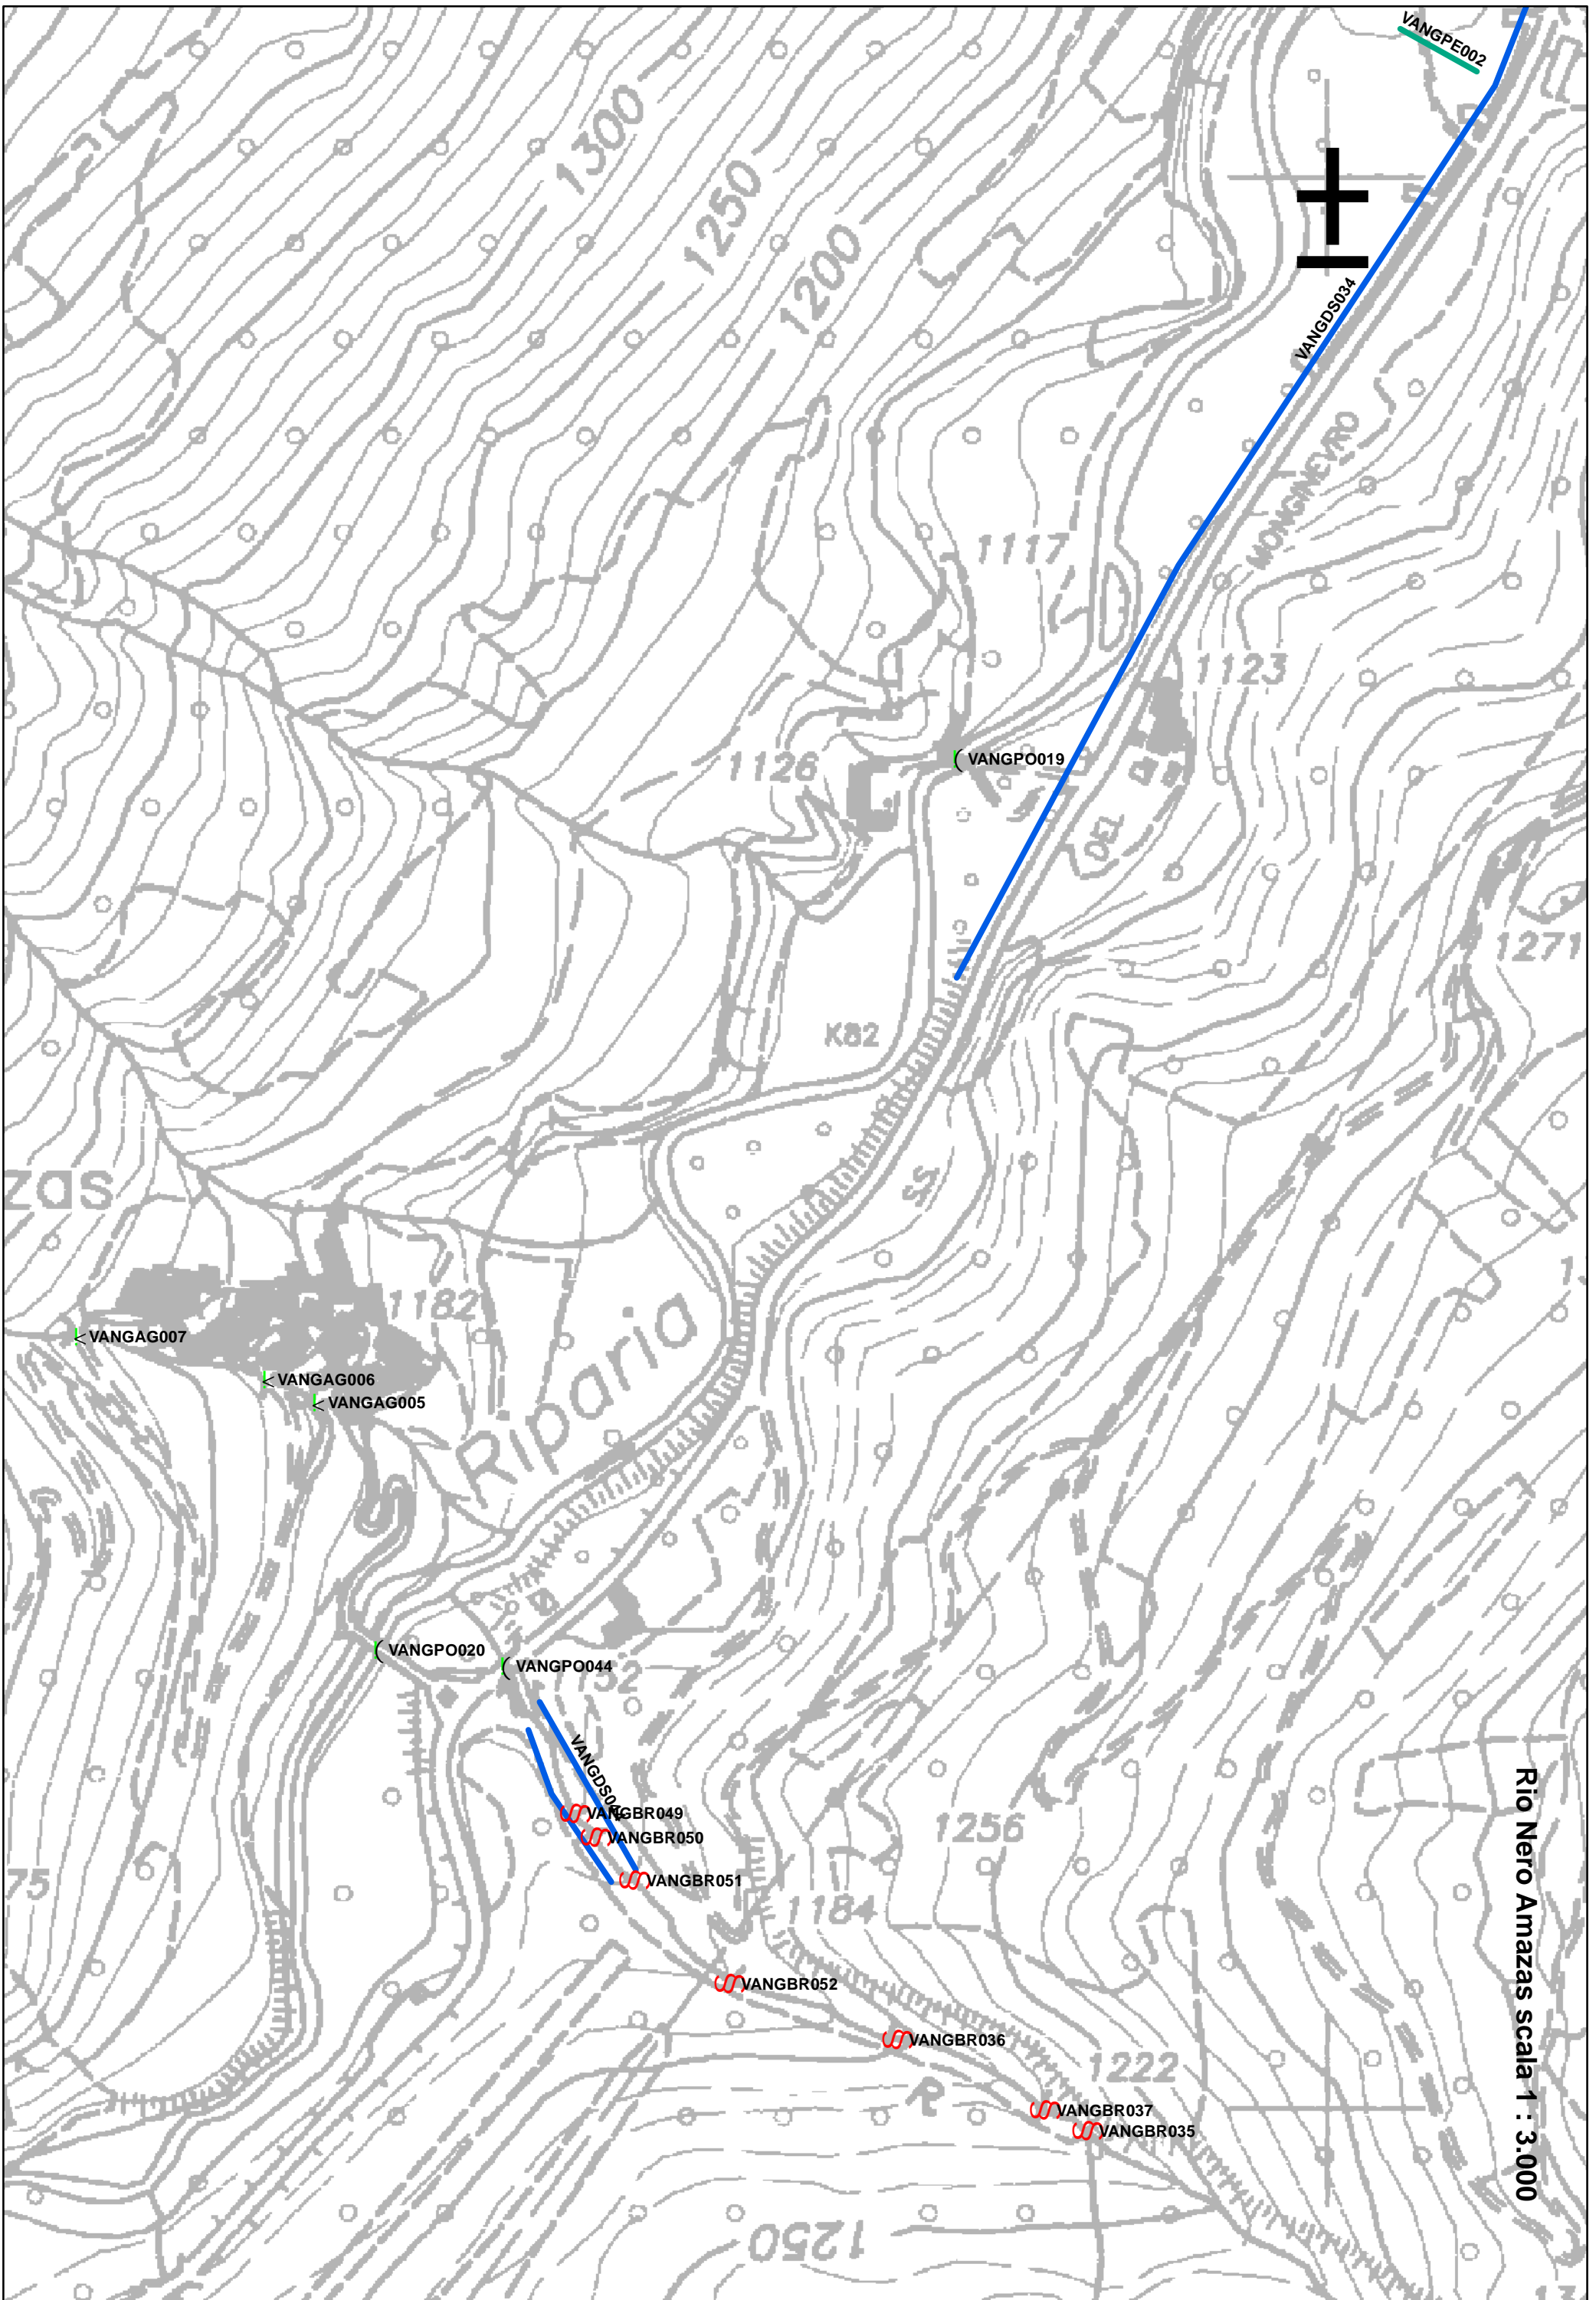 VANGPE002
1300
1250
1200
VANGDS034
MONGINEVRO
1117
1123
1126
VANGPO019
DEL
1271
K82
SS
zas
1182
VANGAG007
VANGAG006
VANGAG005
Riparia
VANGPO020
VANGPO044
VANGBR049
VANGBR050
1256
VANGBR051
75
1184
VANGBR052
VANGBR036
1222
VANGBR037
VANGBR035
1250
Rio Nero Amazas scala 1 : 3.000